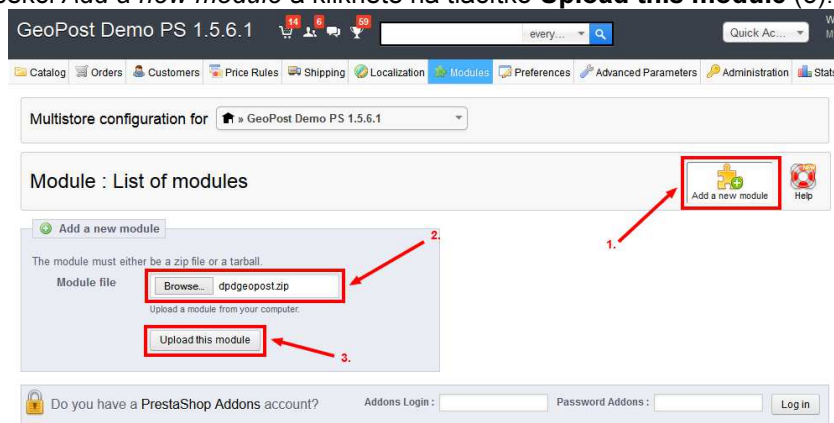 Add a new module a klikněte na tlačítko Upload this module
GeoPost Demo PS 1.5.6.1 14 6 59 every... Quick Ac...
Catalog Orders Customers Price Rules Shipping Localization Modules Preferences Advanced Parameters Administration Stats
Multistore configuration for » GeoPost Demo PS 1.5.6.1
Module : List of modules
Add a new module Help
1.
Add a new module
2.
The module must either be a zip file or a tarball.
Module file Browse... dpdgeopost.zip
Upload a module from your computer.
Upload this module
3.
Do you have a PrestaShop Addons account? Addons Login : Password Addons : Log in